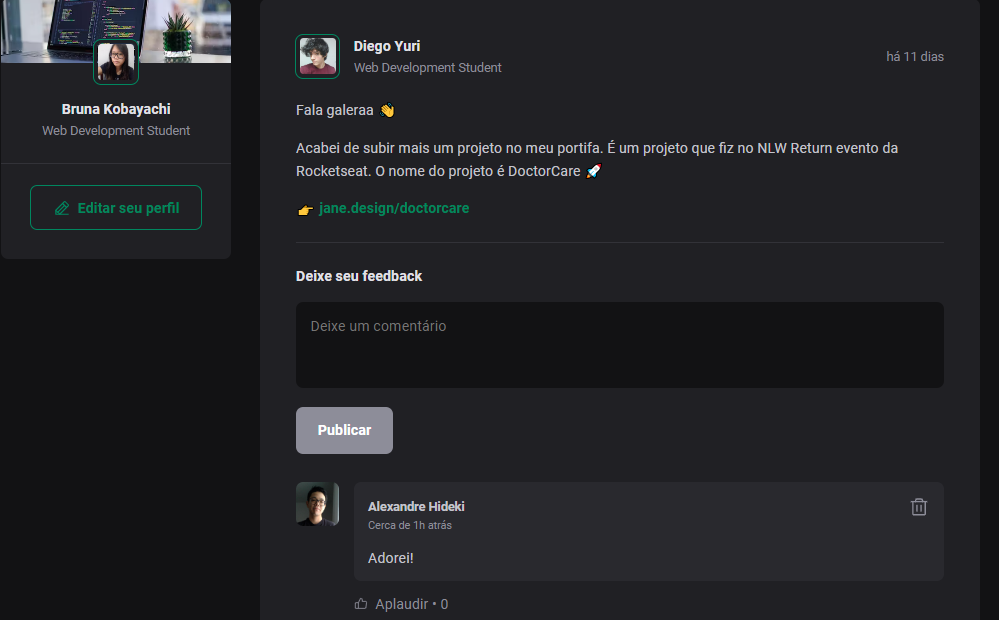 Bruna Kobayachi
Web Development Student
Editar seu perfil
Diego Yuri
Web Development Student
há 11 dias
Fala galeraa 👋
Acabei de subir mais um projeto no meu portifa. É um projeto que fiz no NLW Return evento da
Rocketseat. O nome do projeto é DoctorCare 🚀
👉 jane.design/doctorcare
Deixe seu feedback
Deixe um comentário
Publicar
Alexandre Hideki
Cerca de 1h atrás
Adorei!
Aplaudir • 0